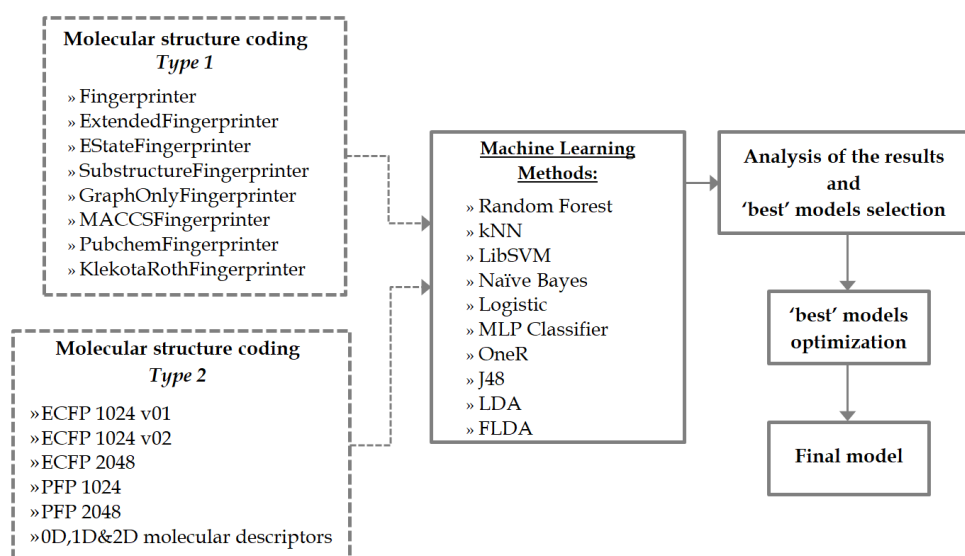 Molecular structure coding
Type 1
» Fingerprinter
» ExtendedFingerprinter
» EStateFingerprinter
» SubstructureFingerprinter
» GraphOnlyFingerprinter
» MACCSFingerprinter
» PubchemFingerprinter
» KlekotaRothFingerprinter
Molecular structure coding
Type 2
»ECFP 1024 v01
»ECFP 1024 v02
»ECFP 2048
»PFP 1024
»PFP 2048
»0D,1D&2D molecular descriptors
Machine Learning
Methods:
» Random Forest
» kNN
» LibSVM
» Naïve Bayes
» Logistic
» MLP Classifier
» OneR
» J48
» LDA
» FLDA
Analysis of the results
and
‘best’ models selection
‘best’ models
optimization
Final model